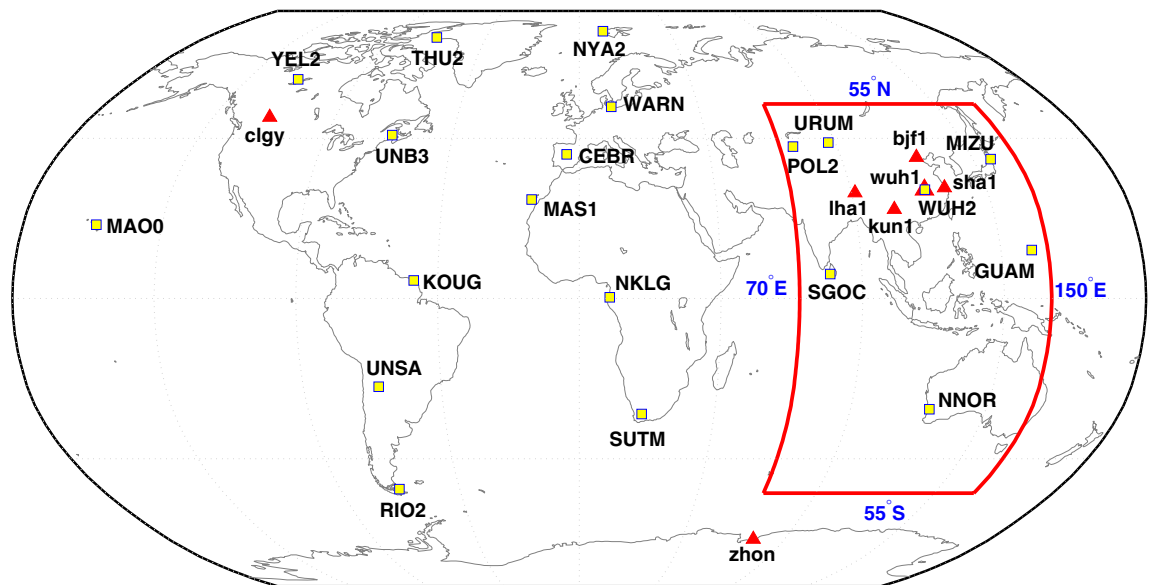 NYA2
THU2
YEL2
WARN
55°N
clgy
UNB3
URUM
bjf1
MIZU
CEBR
POL2
wuh1
sha1
MAS1
lha1
WUH2
kun1
MAO0
GUAM
KOUG
NKLG
70°E
SGOC
150°E
UNSA
NNOR
SUTM
RIO2
55°S
zhon